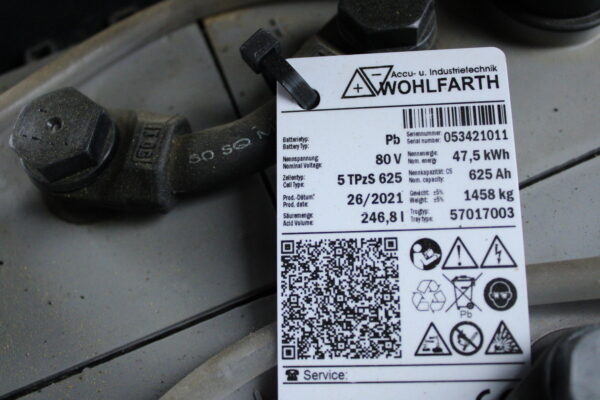 Accu- u. Industrietechnik
WOHLFARTH
Batterietyp: Pb
Battery Type:
Seriennummer: 053421011
Serial number:
Nennspannung: 80 V
Nominal Voltage:
Nennenergie: 47,5 kWh
Nom. energy:
Zellentyp: 5 TPzS 625
Cell Type:
Nennkapazität: C5 625 Ah
Nom. capacity:
Prod.-Datum: 26/2021
Prod. date:
Gewicht: ±5% 1458 kg
Weight: ±5%
Säuremenge: 246,8 l
Acid Volume:
Trogtyp: 57017003
Tray type:
Pb
Service:
50 SQ